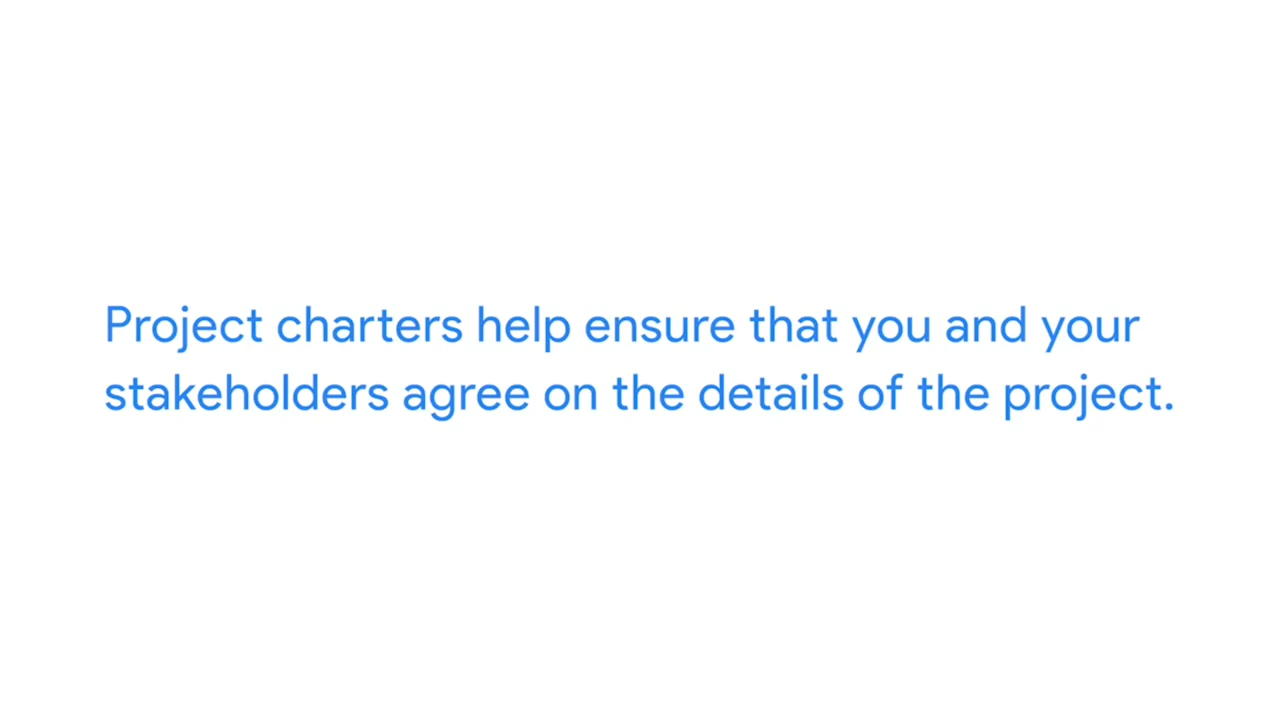 Project charters help ensure that you and your
stakeholders agree on the details of the project.